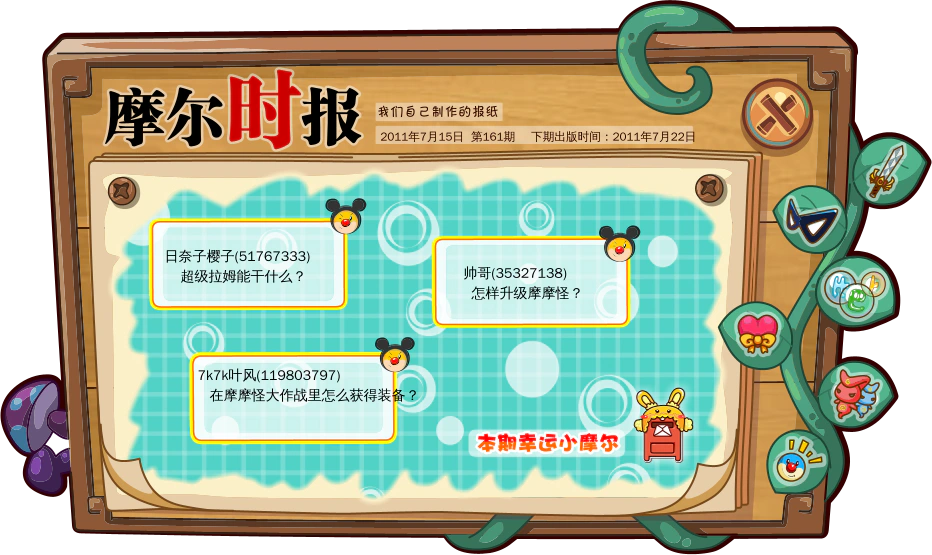 摩尔时报
我们自己制作的报纸
2011年7月15日 第161期 下期出版时间：2011年7月22日
日奈子樱子(51767333)
超级拉姆能干什么？
帅哥(35327138)
怎样升级摩摩怪？
7k7k叶风(119803797)
在摩摩怪大作战里怎么获得装备？
本期幸运小摩尔